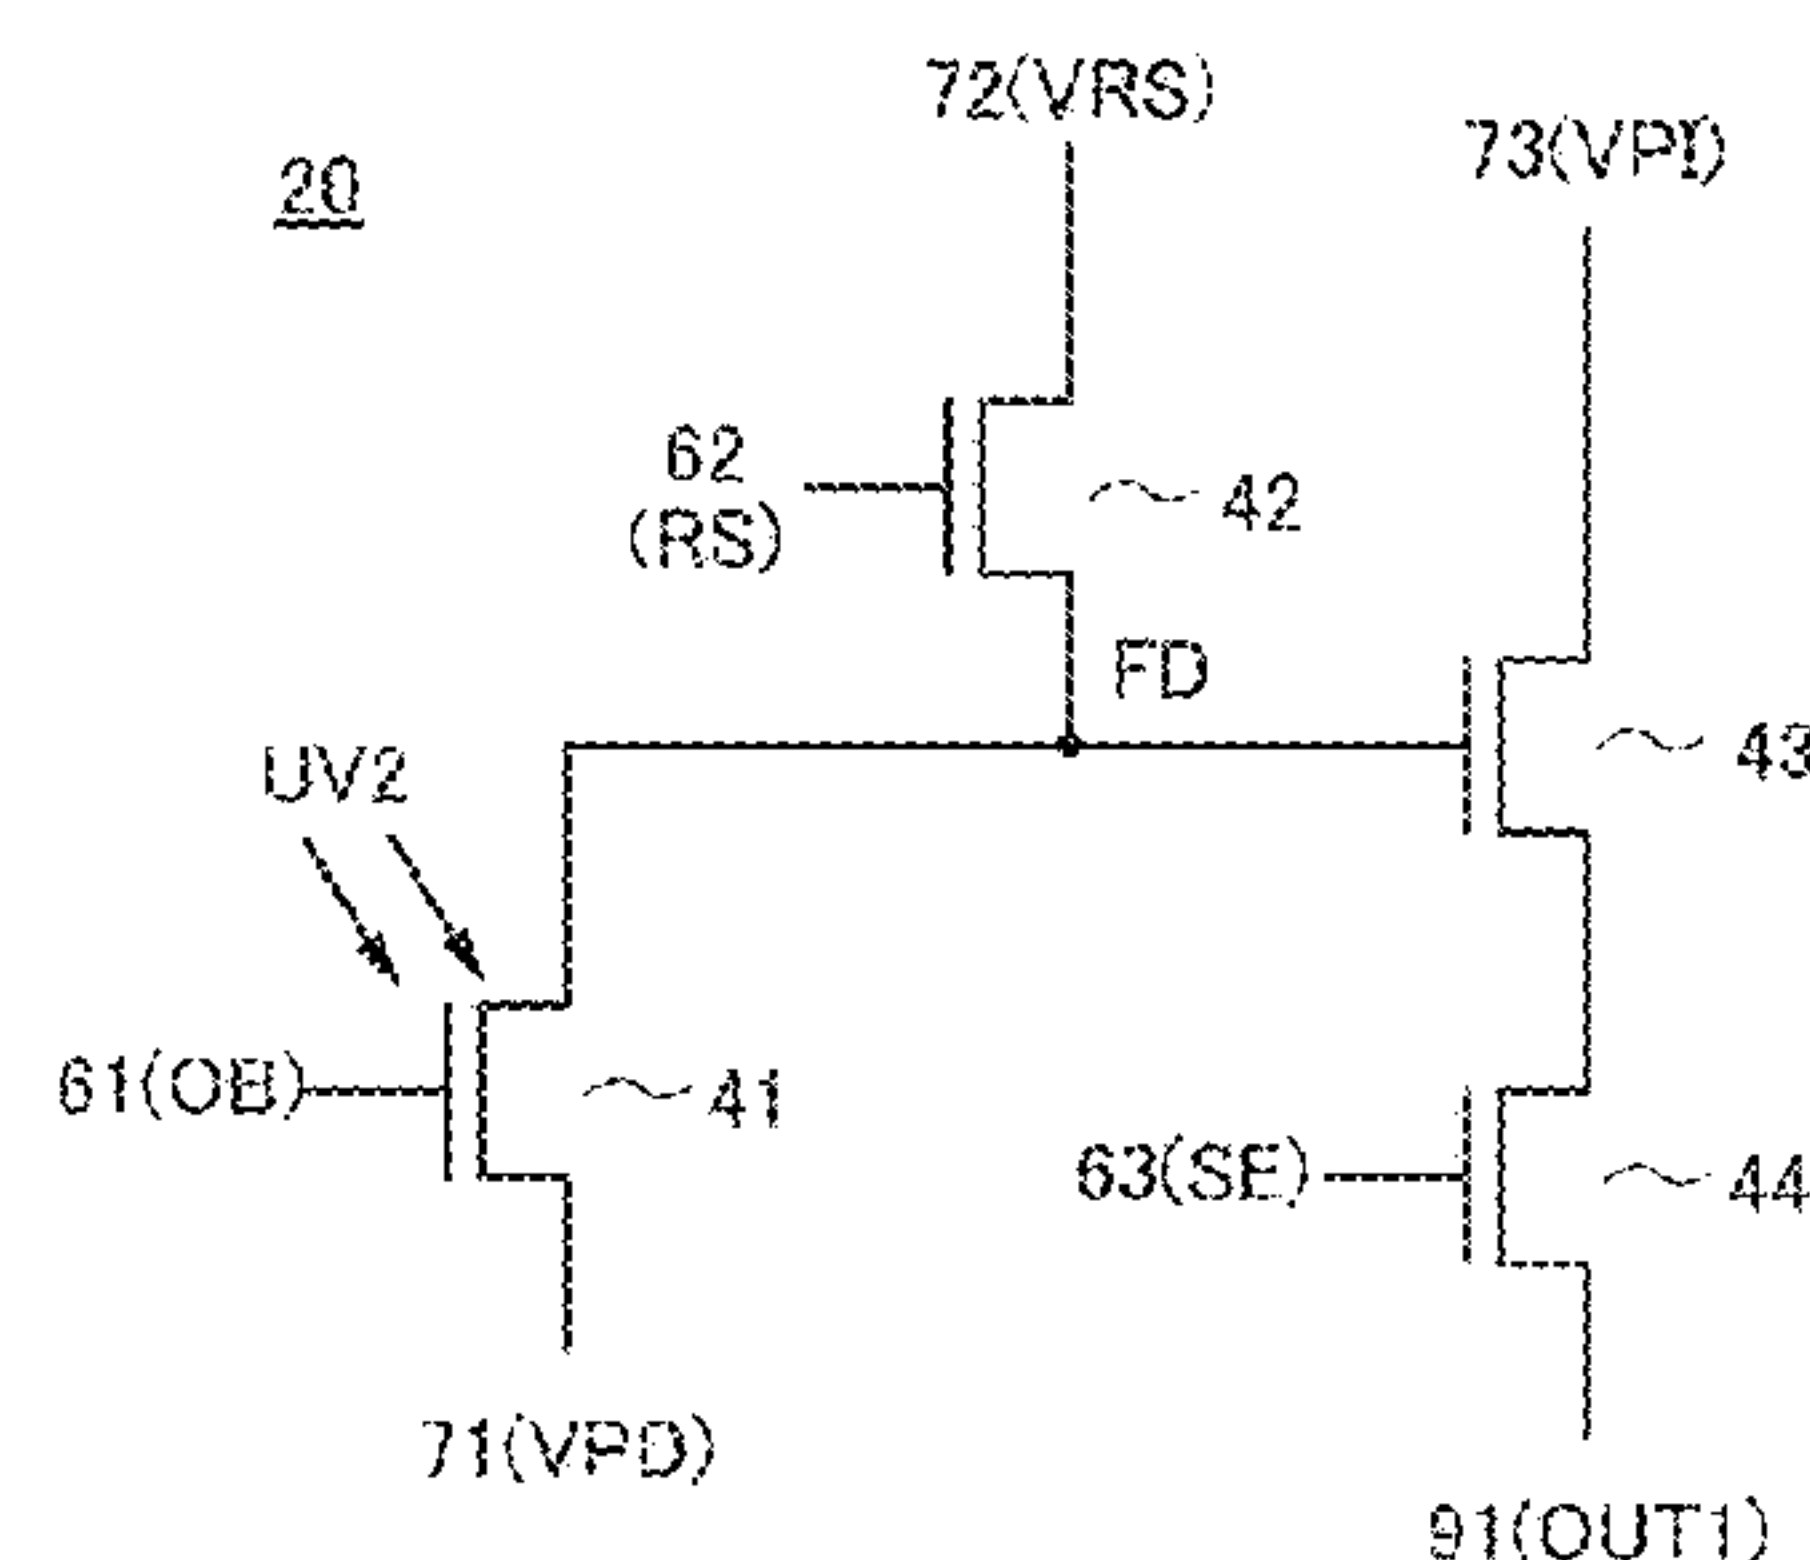 72(VRS)
73(VPI)
20
62
(RS)
42
FD
43
UV2
61(OB)
41
63(SE)
44
71(VPD)
91(OUT1)